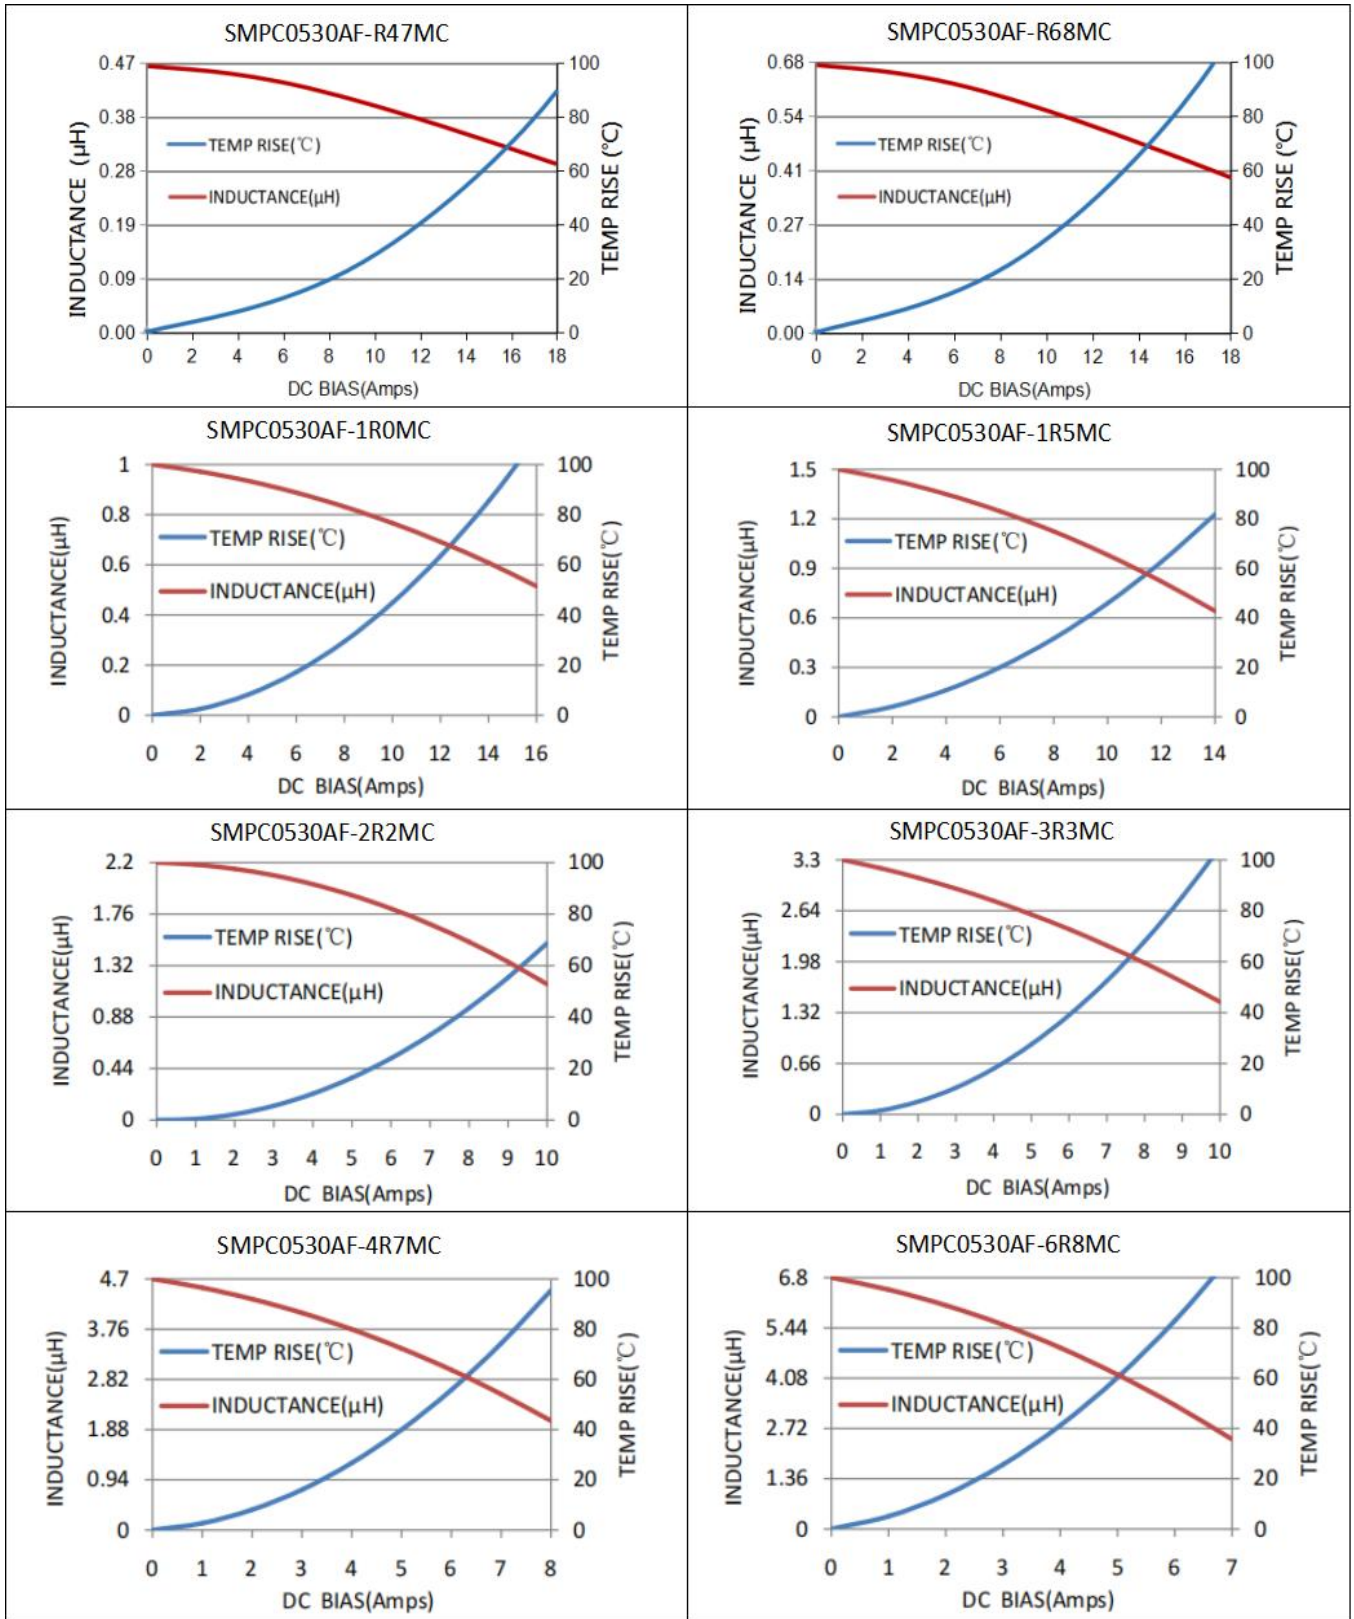 SMPC0530AF-R47MC
INDUCTANCE (μH)
0.47
0.38
0.28
0.19
0.09
0.00
TEMP RISE(℃)
INDUCTANCE(μH)
100
80
60
40
20
0
TEMP RISE (℃)
0 2 4 6 8 10 12 14 16 18
DC BIAS(Amps)
SMPC0530AF-R68MC
INDUCTANCE (μH)
0.68
0.54
0.41
0.27
0.14
0.00
TEMP RISE(℃)
INDUCTANCE(μH)
100
80
60
40
20
0
TEMP RISE (℃)
0 2 4 6 8 10 12 14 16 18
DC BIAS(Amps)
SMPC0530AF-1R0MC
INDUCTANCE(μH)
1
0.8
0.6
0.4
0.2
0
TEMP RISE(℃)
INDUCTANCE(μH)
100
80
60
40
20
0
TEMP RISE(℃)
0 2 4 6 8 10 12 14 16
DC BIAS(Amps)
SMPC0530AF-1R5MC
INDUCTANCE(μH)
1.5
1.2
0.9
0.6
0.3
0
TEMP RISE(℃)
INDUCTANCE(μH)
100
80
60
40
20
0
TEMP RISE(℃)
0 2 4 6 8 10 12 14
DC BIAS(Amps)
SMPC0530AF-2R2MC
INDUCTANCE(μH)
2.2
1.76
1.32
0.88
0.44
0
TEMP RISE(℃)
INDUCTANCE(μH)
100
80
60
40
20
0
TEMP RISE(℃)
0 1 2 3 4 5 6 7 8 9 10
DC BIAS(Amps)
SMPC0530AF-3R3MC
INDUCTANCE(μH)
3.3
2.64
1.98
1.32
0.66
0
TEMP RISE(℃)
INDUCTANCE(μH)
100
80
60
40
20
0
TEMP RISE(℃)
0 1 2 3 4 5 6 7 8 9 10
DC BIAS(Amps)
SMPC0530AF-4R7MC
INDUCTANCE(μH)
4.7
3.76
2.82
1.88
0.94
0
TEMP RISE(℃)
INDUCTANCE(μH)
100
80
60
40
20
0
TEMP RISE(℃)
0 1 2 3 4 5 6 7 8
DC BIAS(Amps)
SMPC0530AF-6R8MC
INDUCTANCE(μH)
6.8
5.44
4.08
2.72
1.36
0
TEMP RISE(℃)
INDUCTANCE(μH)
100
80
60
40
20
0
TEMP RISE(℃)
0 1 2 3 4 5 6 7
DC BIAS(Amps)